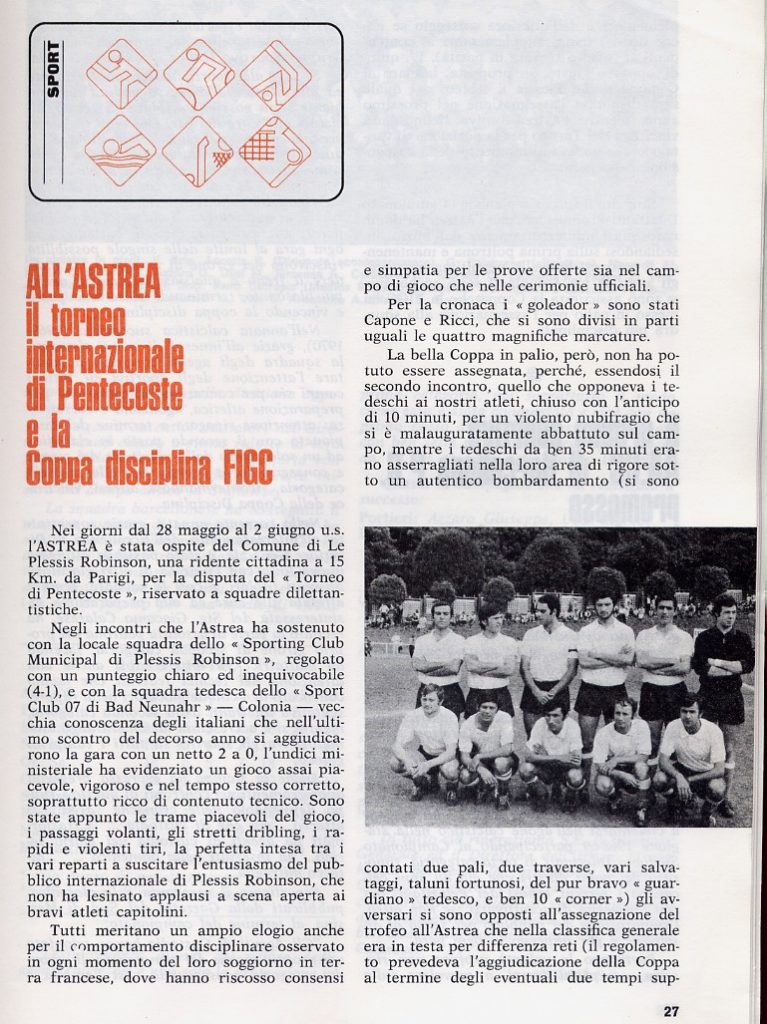 SPORT
ALL'ASTREA
il torneo
internazionale
di Pentecoste
e la
Coppa disciplina FIGC
Nei giorni dal 28 maggio al 2 giugno u.s.
l'ASTREA è stata ospite del Comune di Le
Plessis Robinson, una ridente cittadina a 15
Km. da Parigi, per la disputa del « Torneo
di Pentecoste », riservato a squadre dilettan-
tistiche.
Negli incontri che l'Astrea ha sostenuto
con la locale squadra dello « Sporting Club
Municipal di Plessis Robinson », regolato
con un punteggio chiaro ed inequivocabile
(4-1), e con la squadra tedesca dello « Sport
Club 07 di Bad Neunahr » — Colonia — vec-
chia conoscenza degli italiani che nell'ulti-
mo scontro del decorso anno si aggiudica-
rono la gara con un netto 2 a 0, l'undici mi-
nisteriale ha evidenziato un gioco assai pia-
cevole, vigoroso e nel tempo stesso corretto,
soprattutto ricco di contenuto tecnico. Sono
state appunto le trame piacevoli del gioco,
i passaggi volanti, gli stretti dribling, i ra-
pidi e violenti tiri, la perfetta intesa tra i
vari reparti a suscitare l'entusiasmo del pub-
blico internazionale di Plessis Robinson, che
non ha lesinato applausi a scena aperta ai
bravi atleti capitolini.
Tutti meritano un ampio elogio anche
per il comportamento disciplinare osservato
in ogni momento del loro soggiorno in ter-
ra francese, dove hanno riscosso consensi
e simpatia per le prove offerte sia nel cam-
po di gioco che nelle cerimonie ufficiali.
Per la cronaca i « goleador » sono stati
Capone e Ricci, che si sono divisi in parti
uguali le quattro magnifiche marcature.
La bella Coppa in palio, però, non ha po-
tuto essere assegnata, perché, essendosi il
secondo incontro, quello che opponeva i te-
deschi ai nostri atleti, chiuso con l'anticipo
di 10 minuti, per un violento nubifragio che
si è malauguratamente abbattuto sul cam-
po, mentre i tedeschi da ben 35 minuti era-
no asserragliati nella loro area di rigore sot-
to un autentico bombardamento (si sono
contati due pali, due traverse, vari salva-
taggi, taluni fortunosi, del pur bravo « guar-
diano » tedesco, e ben 10 « corner ») gli av-
versari si sono opposti all'assegnazione del
trofeo all'Astrea che nella classifica generale
era in testa per differenza reti (il regolamen-
to prevedeva l'aggiudicazione della Coppa
al termine degli eventuali due tempi sup-
27